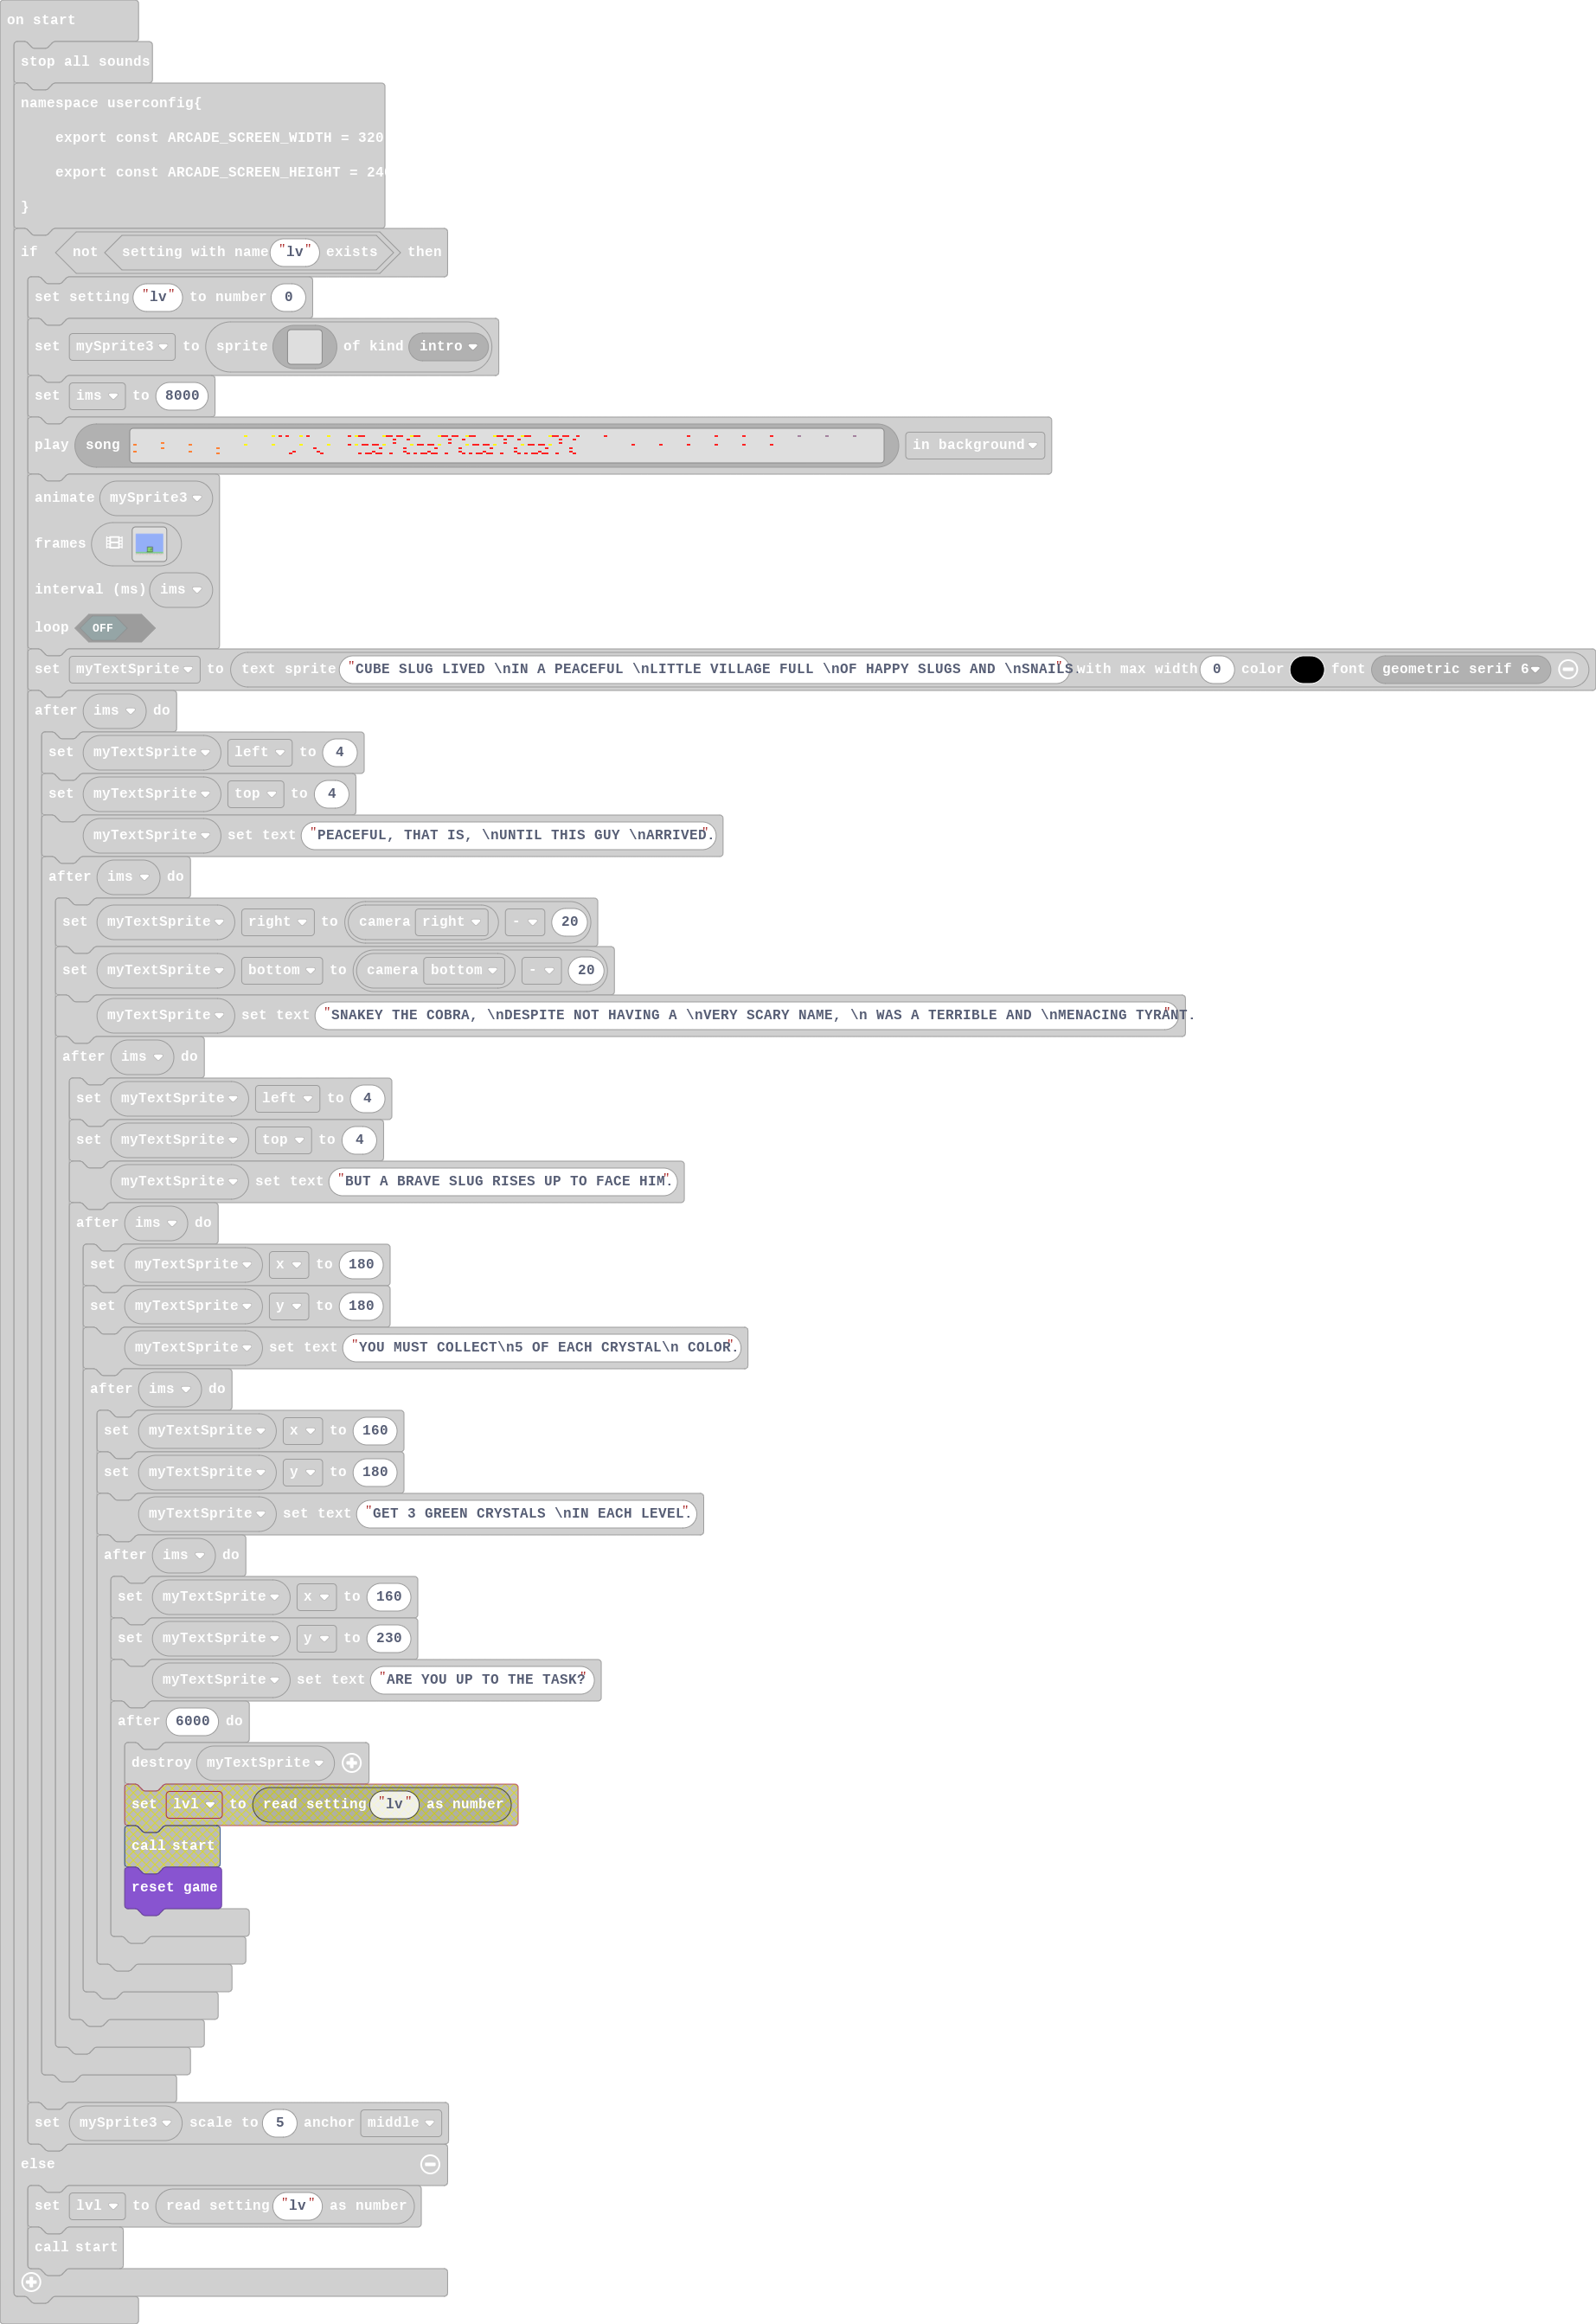 on start
stop all sounds
namespace userconfig{
export const ARCADE_SCREEN_WIDTH = 320
export const ARCADE_SCREEN_HEIGHT = 240
}
if not setting with name "lv" exists then
set setting "lv" to number 0
set mySprite3 to sprite of kind intro
set ims to 8000
play song in background
animate mySprite3
frames
interval (ms) ims
loop OFF
set myTextSprite to text sprite "CUBE SLUG LIVED \nIN A PEACEFUL \nLITTLE VILLAGE FULL \nOF HAPPY SLUGS AND \nSNAILS." with max width 0 color font geometric serif 6
after ims do
set myTextSprite left to 4
set myTextSprite top to 4
myTextSprite set text "PEACEFUL, THAT IS, \nUNTIL THIS GUY \nARRIVED."
after ims do
set myTextSprite right to camera right - 20
set myTextSprite bottom to camera bottom - 20
myTextSprite set text "SNAKEY THE COBRA, \nDESPITE NOT HAVING A \nVERY SCARY NAME, \n WAS A TERRIBLE AND \nMENACING TYRANT."
after ims do
set myTextSprite left to 4
set myTextSprite top to 4
myTextSprite set text "BUT A BRAVE SLUG RISES UP TO FACE HIM."
after ims do
set myTextSprite x to 180
set myTextSprite y to 180
myTextSprite set text "YOU MUST COLLECT\n5 OF EACH CRYSTAL\n COLOR."
after ims do
set myTextSprite x to 160
set myTextSprite y to 180
myTextSprite set text "GET 3 GREEN CRYSTALS \nIN EACH LEVEL."
after ims do
set myTextSprite x to 160
set myTextSprite y to 230
myTextSprite set text "ARE YOU UP TO THE TASK?"
after 6000 do
destroy myTextSprite
set lvl to read setting "lv" as number
call start
reset game
set mySprite3 scale to 5 anchor middle
else
set lvl to read setting "lv" as number
call start